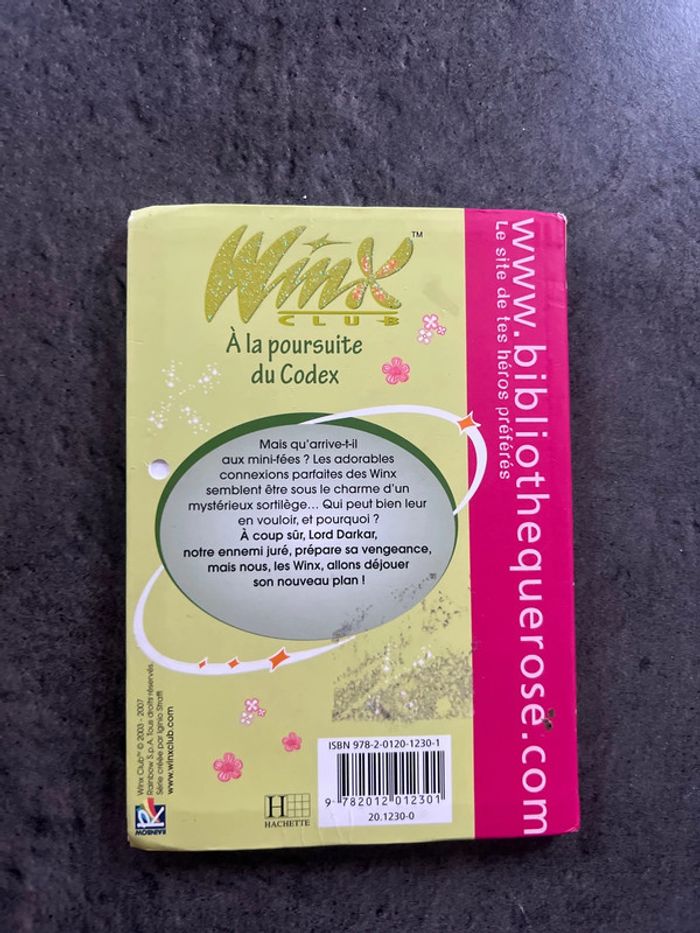 Winx™
CLUB
À la poursuite
du Codex
Mais qu'arrive-t-il
aux mini-fées ? Les adorables
connexions parfaites des Winx
semblent être sous le charme d'un
mystérieux sortilège... Qui peut bien leur
en vouloir, et pourquoi ?
À coup sûr, Lord Darkar,
notre ennemi juré, prépare sa vengeance,
mais nous, les Winx, allons déjouer
son nouveau plan !
www.bibliothequerose.com
Le site de tes héros préférés
Winx Club™ © 2003 - 2007
Rainbow S.p.A. Tous droits réservés.
Série créée par Iginio Straffi
www.winxclub.com
RAINBOW
H
HACHETTE
ISBN 978-2-0120-1230-1
9 782012 012301
20.1230-0